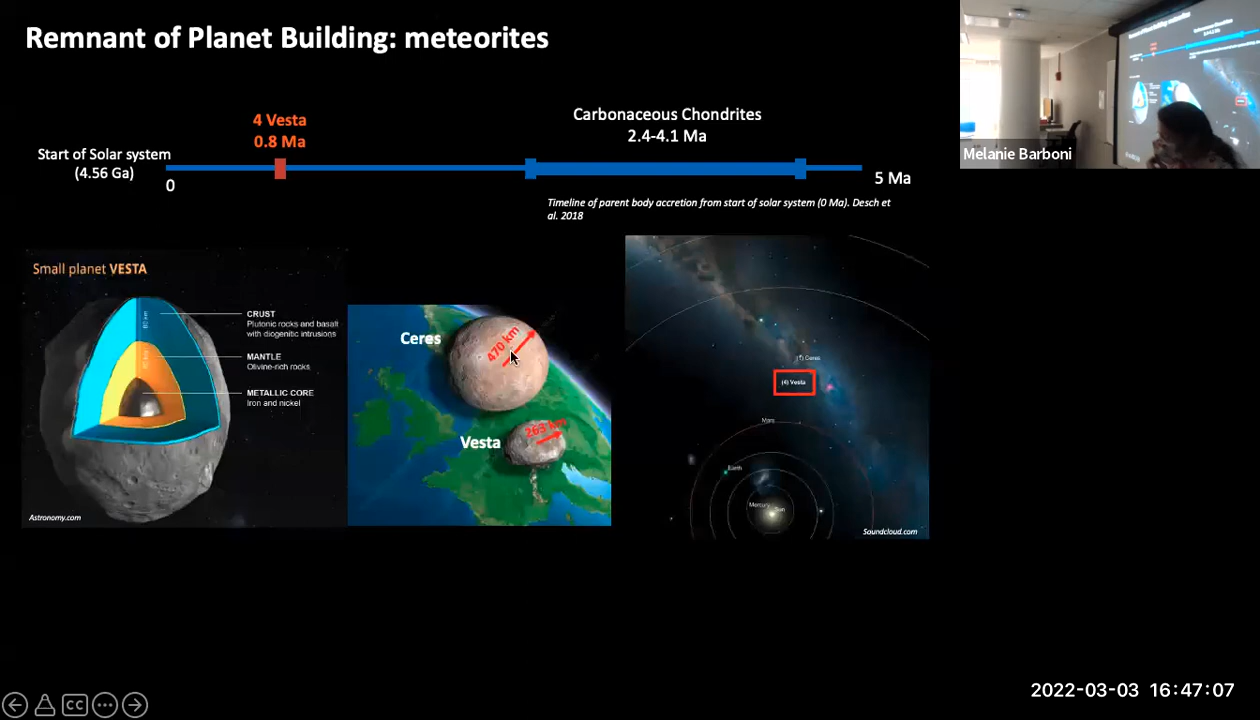 Remnant of Planet Building: meteorites
4 Vesta
0.8 Ma
Carbonaceous Chondrites
2.4-4.1 Ma
Start of Solar system
(4.56 Ga)
0
5 Ma
Timeline of parent body accretion from start of solar system (0 Ma). Desch et
al. 2018
Small planet VESTA
CRUST
Plutonic rocks and basalt
with diogenitic intrusions
MANTLE
Olivine-rich rocks
METALLIC CORE
Iron and nickel
Astronomy.com
Ceres
470 km
Vesta
263 km
(1) Ceres
(4) Vesta
Mars
Earth
Mercury
Sun
Soundcloud.com
Melanie Barboni
CC
2022-03-03 16:47:07